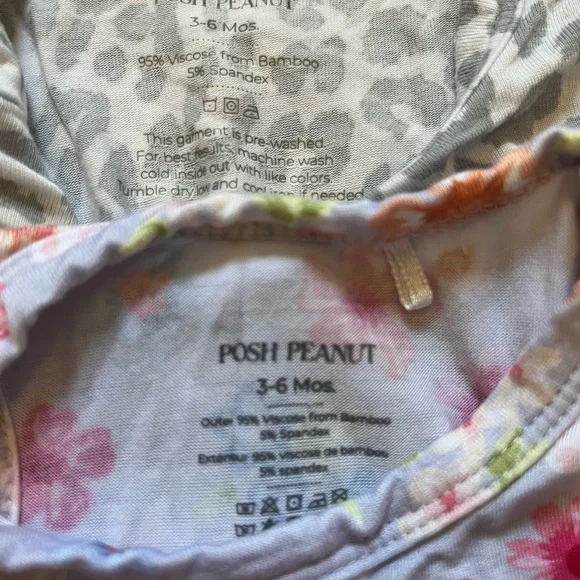 POSH PEANUT
3-6 Mos.
95% Viscose from Bamboo
5% Spandex
This garment is pre-washed.
For best results, machine wash
cold inside out with like colors.
Tumble dry low and cool iron if needed.
POSH PEANUT
3-6 Mos.
Outer 95% Viscose from Bamboo
5% Spandex
Extérieur 95% viscose de bambou
5% spandex